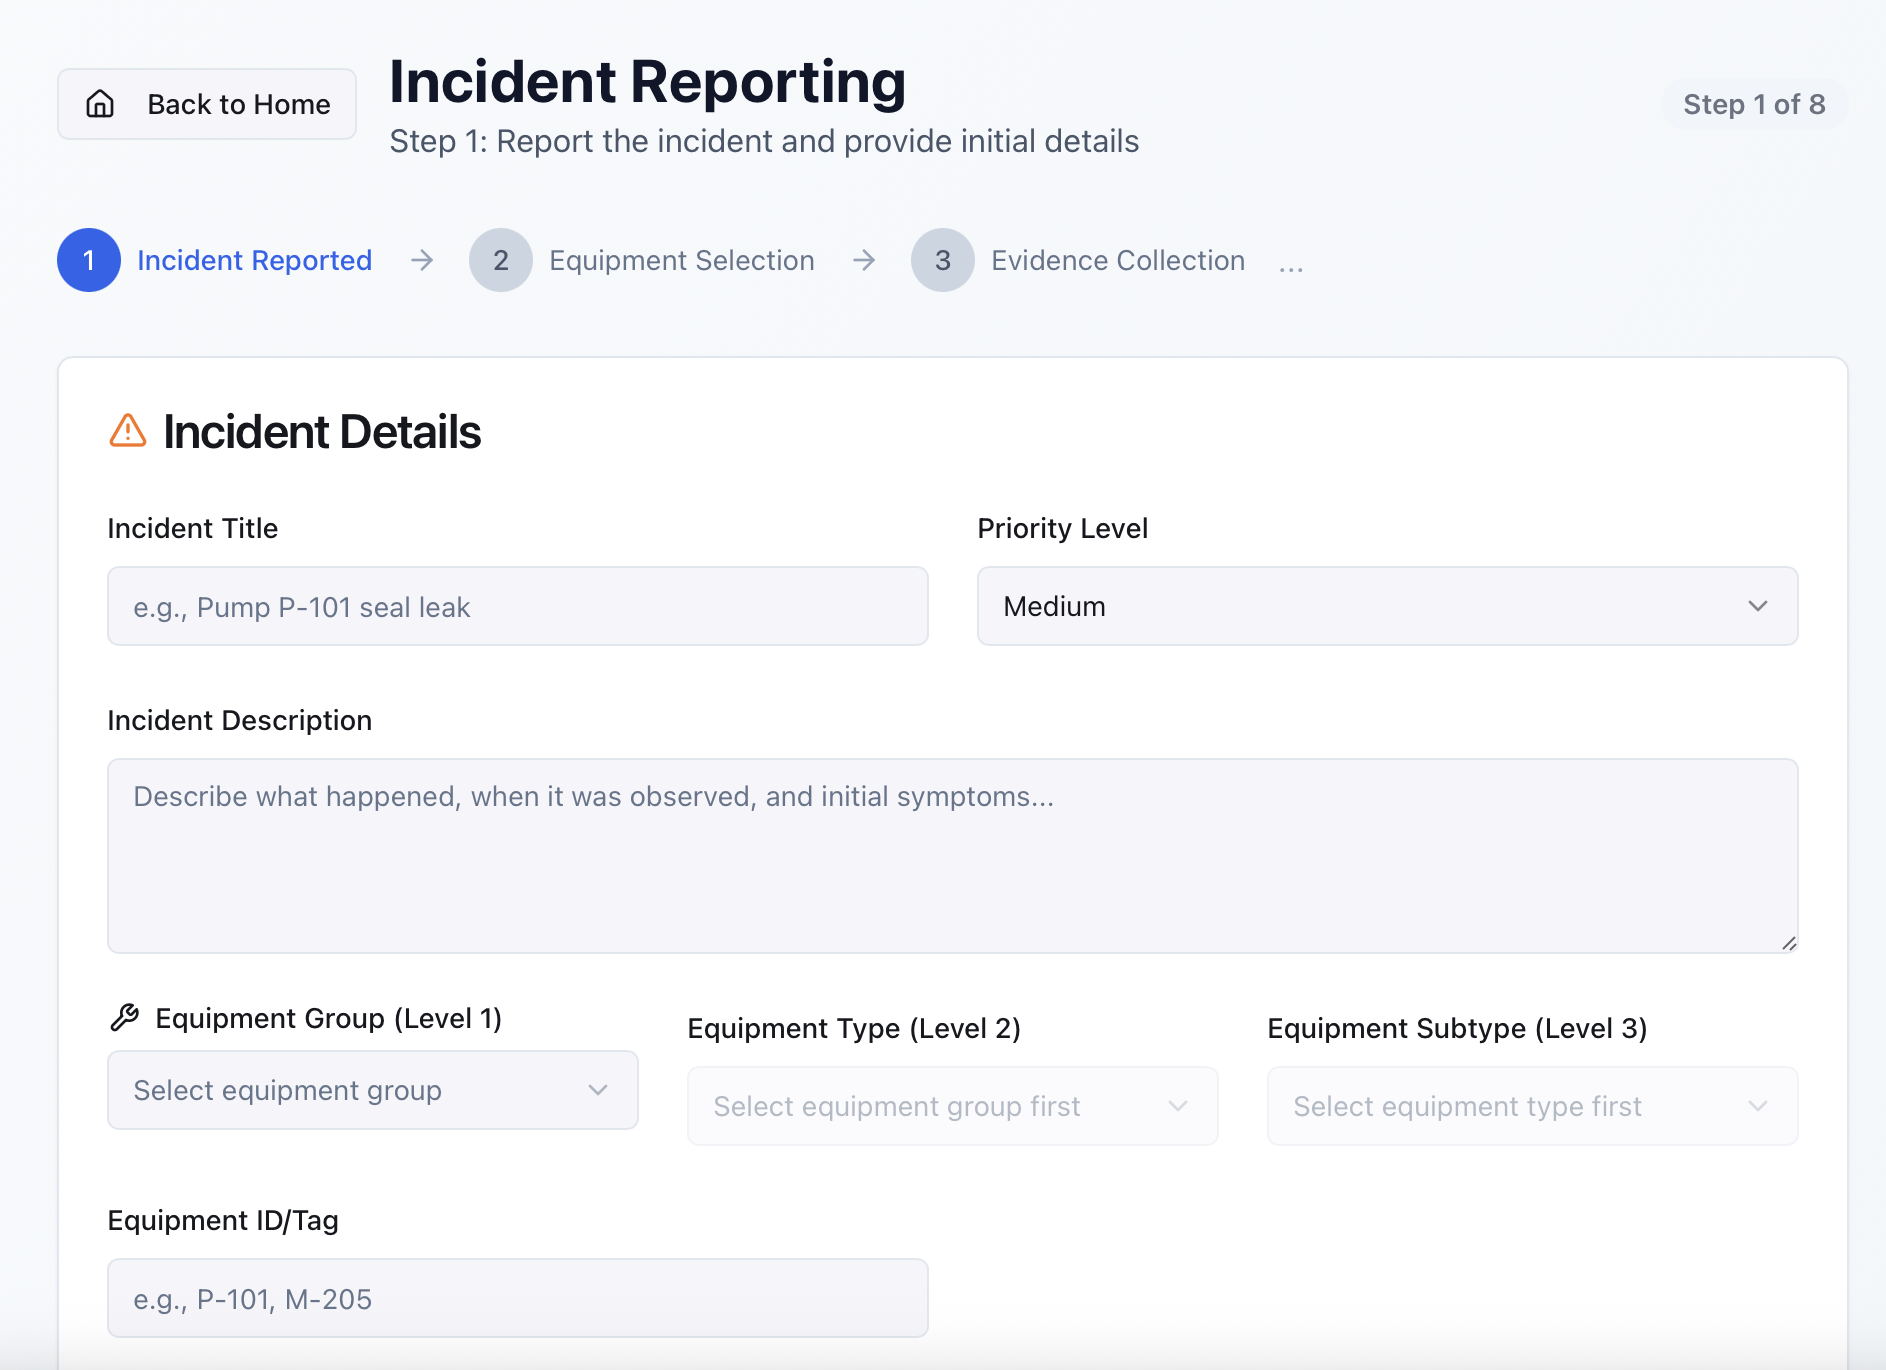 Back to Home
Incident Reporting
Step 1: Report the incident and provide initial details
Step 1 of 8
1 Incident Reported → 2 Equipment Selection → 3 Evidence Collection ...
Incident Details
Incident Title
e.g., Pump P-101 seal leak
Priority Level
Medium
Incident Description
Describe what happened, when it was observed, and initial symptoms...
Equipment Group (Level 1)
Select equipment group
Equipment Type (Level 2)
Select equipment group first
Equipment Subtype (Level 3)
Select equipment type first
Equipment ID/Tag
e.g., P-101, M-205